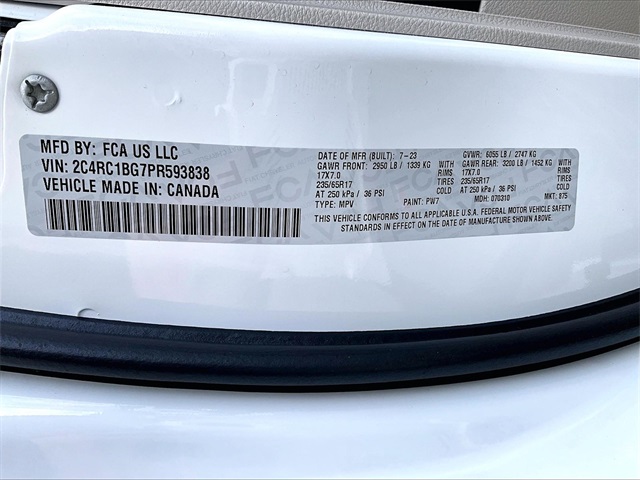 MFD BY: FCA US LLC
VIN: 2C4RC1BG7PR593838
VEHICLE MADE IN: CANADA
DATE OF MFR (BUILT): 7-23 GVWR: 6055 LB / 2747 KG
GAWR FRONT: 2950 LB / 1339 KG WITH GAWR REAR: 3200 LB / 1452 KG WITH
17X7.0 RIMS 17X7.0 RIMS
235/65R17 TIRES 235/65R17 TIRES
AT 250 kPa / 36 PSI COLD AT 250 kPa / 36 PSI COLD
TYPE: MPV PAINT: PW7 MDH: 070310 MKT: 875
THIS VEHICLE CONFORMS TO ALL APPLICABLE U.S.A. FEDERAL MOTOR VEHICLE SAFETY
STANDARDS IN EFFECT ON THE DATE OF MANUFACTURE SHOWN ABOVE.